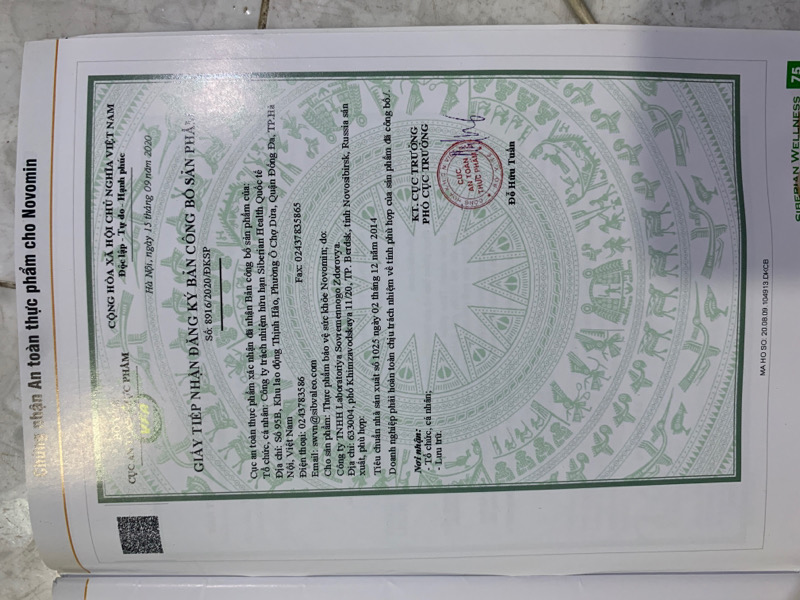 Chứng nhận An toàn thực phẩm cho Novomin
CỤC AN TOÀN THỰC PHẨM
VFA
CỘNG HÒA XÃ HỘI CHỦ NGHĨA VIỆT NAM
Độc lập - Tự do - Hạnh phúc
Hà Nội, ngày 15 tháng 09 năm 2020
GIẤY TIẾP NHẬN ĐĂNG KÝ BẢN CÔNG BỐ SẢN PHẨM
Số: 8916/2020/ĐKSP
Cục an toàn thực phẩm xác nhận đã nhận Bản công bố sản phẩm của:
Tổ chức, cá nhân: Công ty trách nhiệm hữu hạn Siberian Health Quốc tế
Địa chỉ: Số 95B, Khu lao động Thịnh Hào, Phường Ô Chợ Dừa, Quận Đống Đa, TP.Hà
Nội, Việt Nam
Điện thoại: 0243783586 Fax: 02437835865
Email: swvn@sibvaleo.com
Cho sản phẩm: Thực phẩm bảo vệ sức khỏe Novomin; do:
Công ty TNHH Laboratoriya Sovremennogo Zdorovya.
Địa chỉ: 633004, phố Khimzavodskaya 11/20, TP. Berdsk, tỉnh Novosibirsk, Russia sản
xuất, phù hợp:
Tiêu chuẩn nhà sản xuất số 1025 ngày 02 tháng 12 năm 2014
Doanh nghiệp phải hoàn toàn chịu trách nhiệm về tính phù hợp của sản phẩm đã công bố./.
Nơi nhận:
- Tổ chức, cá nhân;
- Lưu trữ.
KT. CỤC TRƯỞNG
PHÓ CỤC TRƯỞNG
CỤC
AN TOÀN
THỰC PHẨM
Đỗ Hữu Tuấn
MA HO SO: 20.08.09.104913.DKCB
SIBERIAN WELLNESS 75